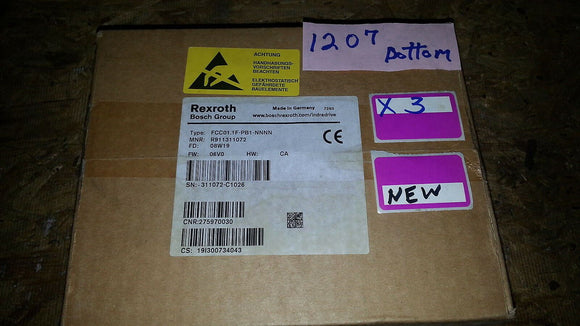 1207
Bottom
ACHTUNG
HANDHABUNGS-
VORSCHRIFTEN
BEACHTEN
ELEKTROSTATISCH
GEFÄHRDETE
BAUELEMENTE
Rexroth
Bosch Group
Made in Germany
7260
www.boschrexroth.com/indradrive
Type: FCC01.1F-PB1-NNNN
MNR: R911311072
FD: 08W19
FW: 08V0 HW: CA
CE
SN: -311072-C1026
CNR:275970030
CS: 19I300734043
X 3
NEW